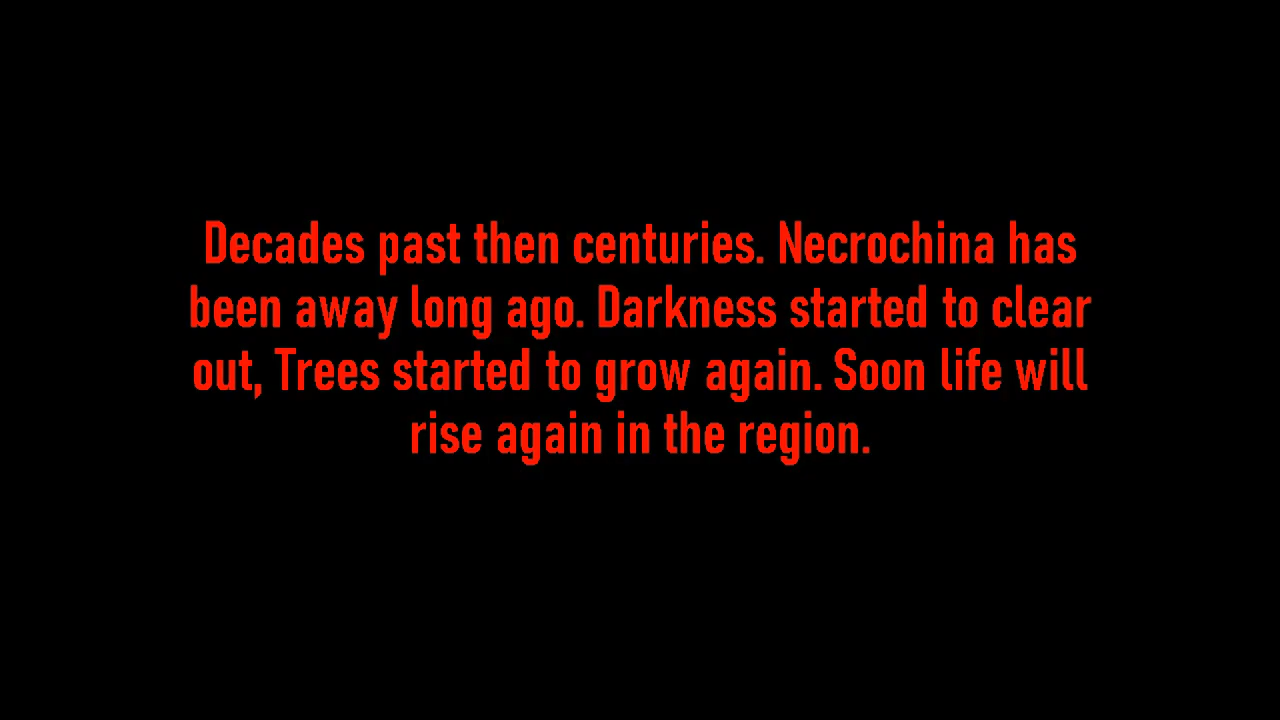 Decades past then centuries. Necrochina has
been away long ago. Darkness started to clear
out, Trees started to grow again. Soon life will
rise again in the region.